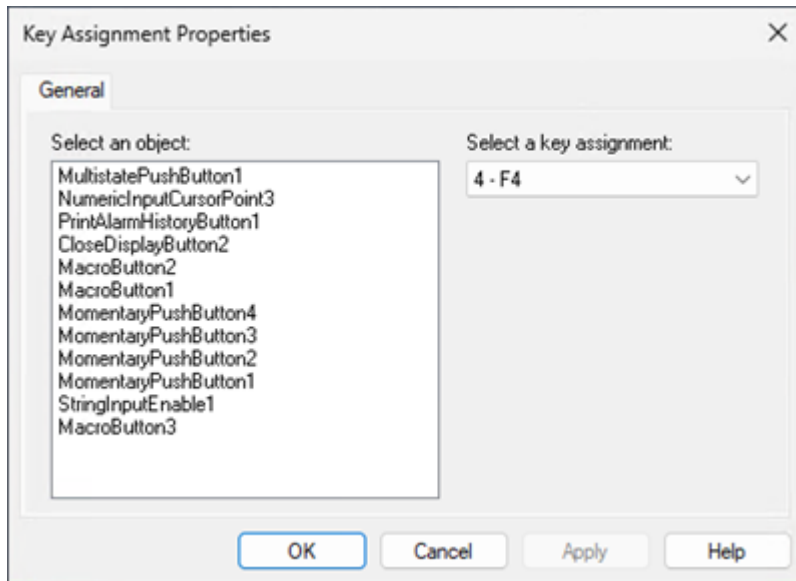 Key Assignment Properties
General
Select an object:
Select a key assignment:
MultistatePushButton1
4 - F4
NumericInputCursorPoint3
PrintAlarmHistoryButton1
CloseDisplayButton2
MacroButton2
MacroButton1
MomentaryPushButton4
MomentaryPushButton3
MomentaryPushButton2
MomentaryPushButton1
StringInputEnable1
MacroButton3
OK
Cancel
Apply
Help